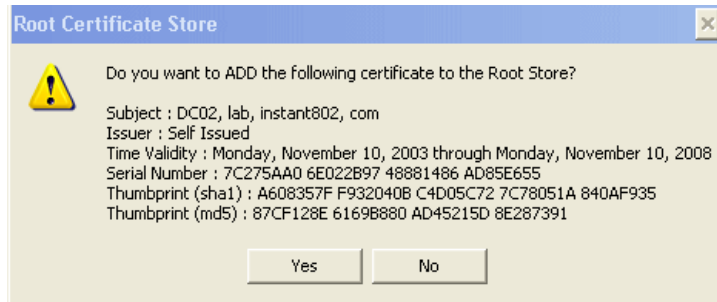 Root Certificate Store
Do you want to ADD the following certificate to the Root Store?
Subject : DC02, lab, instant802, com
Issuer : Self Issued
Time Validity : Monday, November 10, 2003 through Monday, November 10, 2008
Serial Number : 7C275AA0 6E022B97 48881486 AD85E655
Thumbprint (sha1) : A608357F F932040B C4D05C72 7C78051A 840AF935
Thumbprint (md5) : 87CF128E 6169B880 AD45215D 8E287391
Yes No